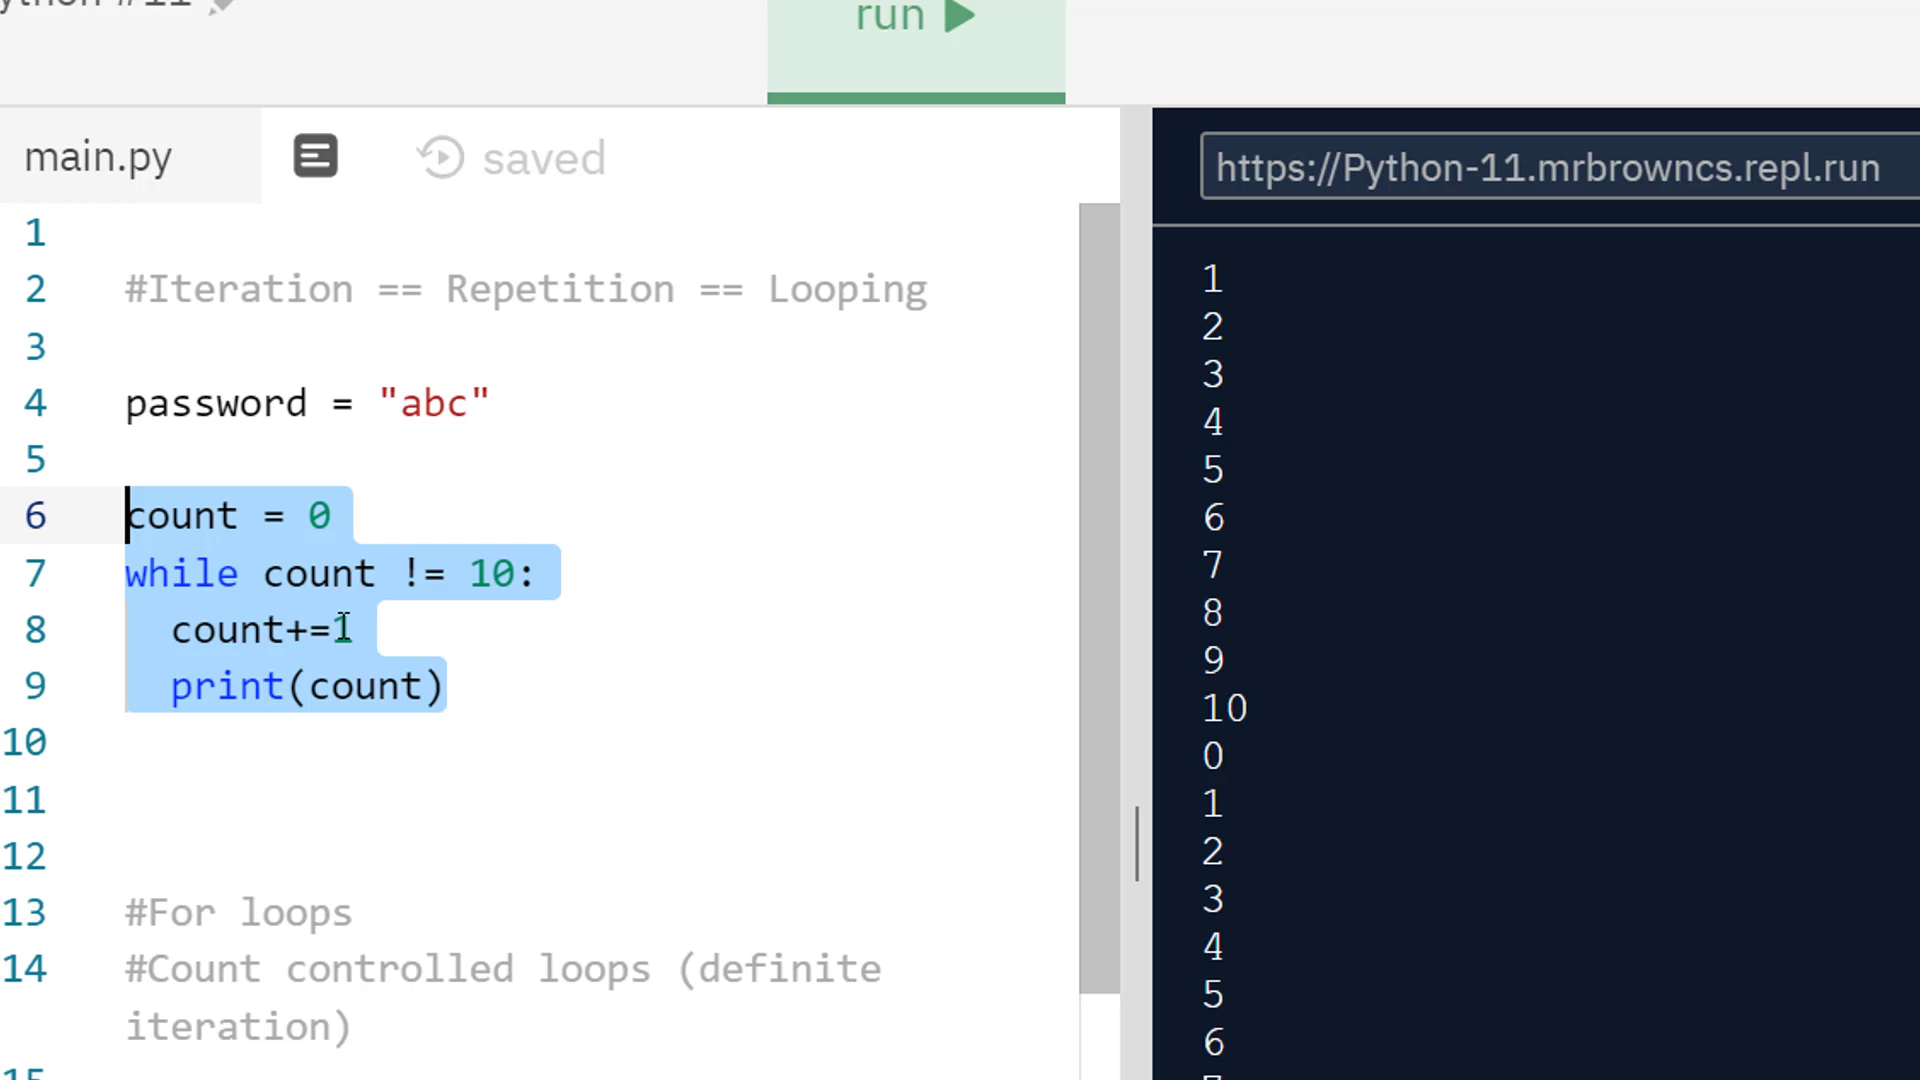 ython #11
run
main.py
saved
https://Python-11.mrbrowncs.repl.run
1
2 #Iteration == Repetition == Looping
3
4 password = "abc"
5
6 count = 0
7 while count != 10:
8 count+=1
9 print(count)
10
11
12
13 #For loops
14 #Count controlled loops (definite
iteration)
15
1
2
3
4
5
6
7
8
9
10
0
1
2
3
4
5
6
7